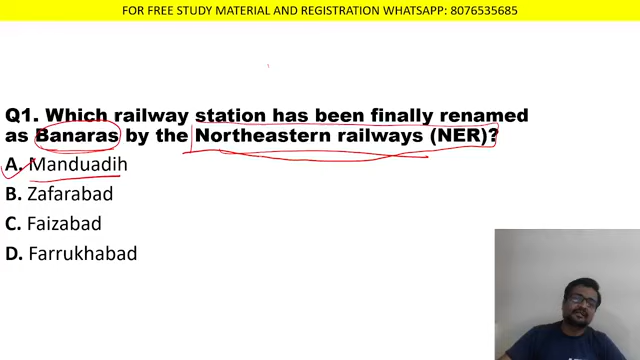 FOR FREE STUDY MATERIAL AND REGISTRATION WHATSAPP: 8076535685
Q1. Which railway station has been finally renamed
as Banaras by the Northeastern railways (NER)?
A. Manduadih
B. Zafarabad
C. Faizabad
D. Farrukhabad